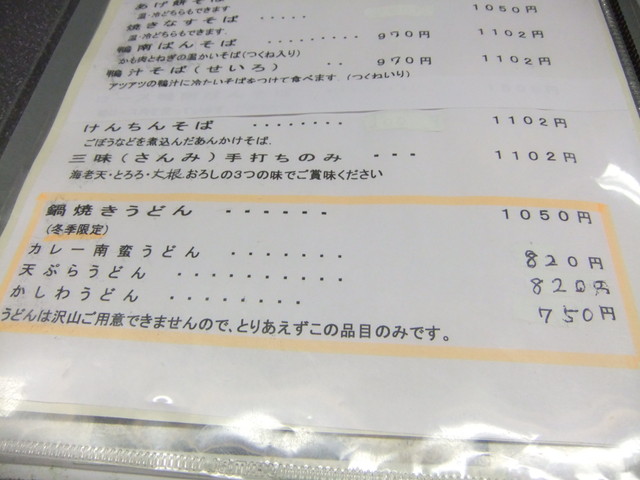 あげ餅そば 1050円
温・冷どちらもできます
焼きなすそば ‥‥‥
温・冷どちらもできます. 970円 1102円
鴨南ばんそば ・・・・・・・・
かも肉とねぎの温かいそば(つくね入り) 970円 1102円
鴨汁そば(せいろ) ・・
アツアツの鴨汁に冷たいそばをつけて食べます. (つくねいり)
けんちんそば ・・・・・・・・ 1102円
ごぼうなどを煮込んだあんかけそば.
三味(さんみ)手打ちのみ ・・・ 1102円
海老天・とろろ・大根おろしの3つの味でご賞味ください
鍋焼きうどん ・・・・・・ 1050円
(冬季限定)
カレー南蛮うどん ・・・・・・・ 820円
天ぷらうどん ・・・・・・・・・・ 820円
かしわうどん ・・・・・・・・ 750円
うどんは沢山ご用意できませんので、とりあえずこの品目のみです。